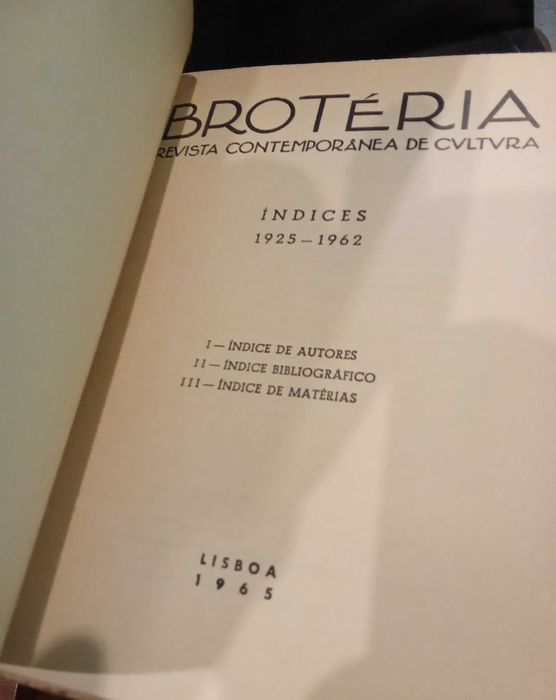 BROTÉRIA
REVISTA CONTEMPORÂNEA DE CVLTVRA
ÍNDICES
1925 — 1962
I — ÍNDICE DE AUTORES
II — ÍNDICE BIBLIOGRÁFICO
III — ÍNDICE DE MATÉRIAS
LISBOA
1965